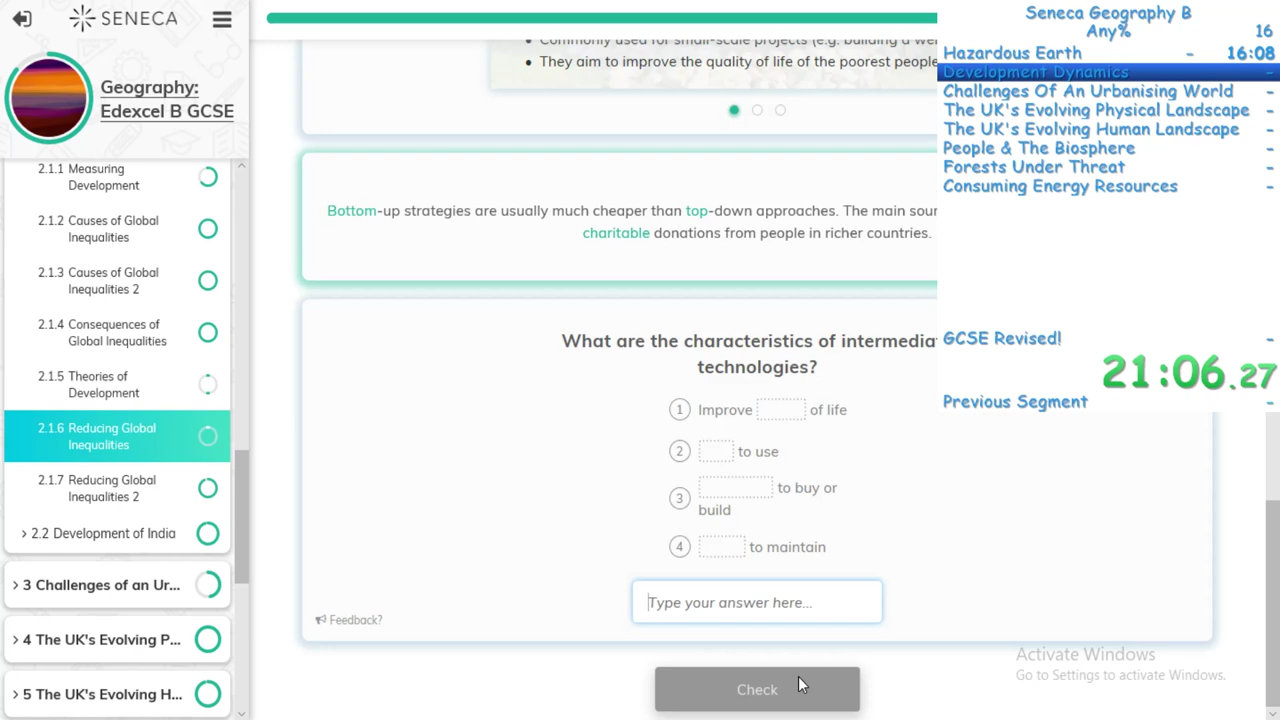 SENECA
Geography:
Edexcel B GCSE
2.1.1 Measuring
Development
2.1.2 Causes of Global
Inequalities
2.1.3 Causes of Global
Inequalities 2
2.1.4 Consequences of
Global Inequalities
2.1.5 Theories of
Development
2.1.6 Reducing Global
Inequalities
2.1.7 Reducing Global
Inequalities 2
> 2.2 Development of India
> 3 Challenges of an Ur...
> 4 The UK's Evolving P...
> 5 The UK's Evolving H...
• Commonly used for small-scale projects (e.g. building a we
• They aim to improve the quality of life of the poorest people
Bottom-up strategies are usually much cheaper than top-down approaches. The main sour
charitable donations from people in richer countries.
What are the characteristics of intermedia
technologies?
1 Improve of life
2 to use
3 to buy or
build
4 to maintain
Type your answer here...
Feedback?
Check
Seneca Geography B
Any% 16
Hazardous Earth - 16:08
Development Dynamics -
Challenges Of An Urbanising World -
The UK's Evolving Physical Landscape -
The UK's Evolving Human Landscape -
People & The Biosphere -
Forests Under Threat -
Consuming Energy Resources -
GCSE Revised! -
21:06.27
Previous Segment -
Activate Windows
Go to Settings to activate Windows.